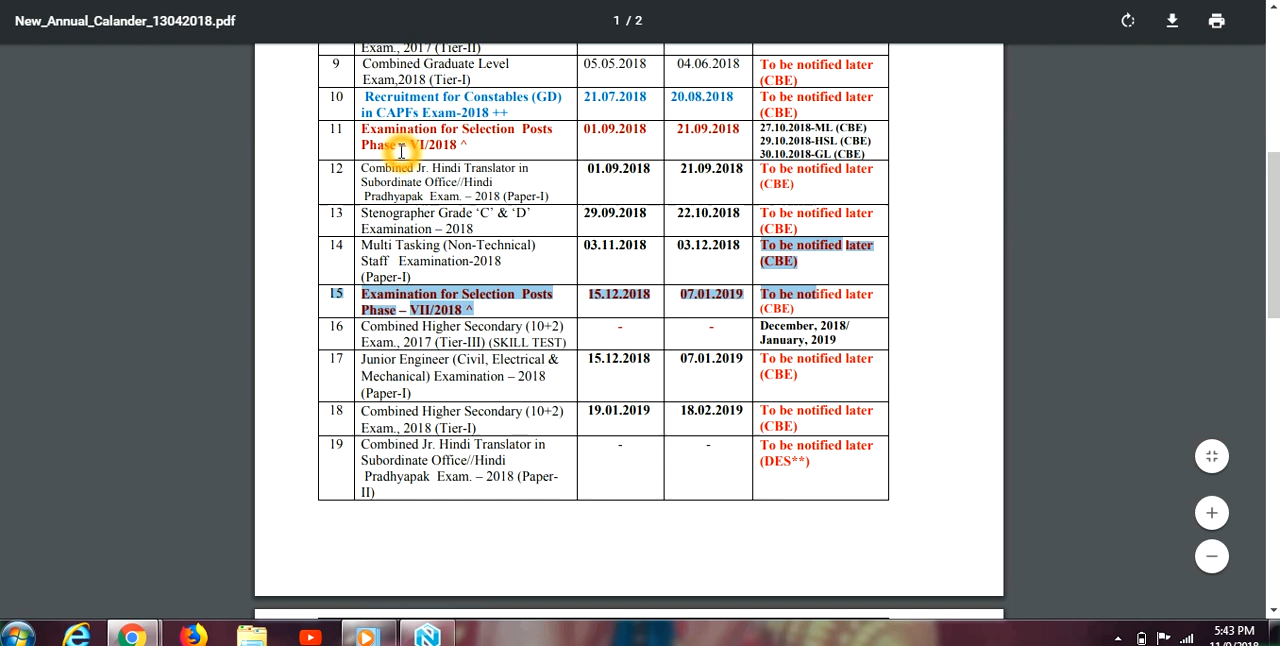 New_Annual_Calander_13042018.pdf
1 / 2
Exam., 2017 (Tier-II)
9 Combined Graduate Level 05.05.2018 04.06.2018 To be notified later
Exam,2018 (Tier-I) (CBE)
10 Recruitment for Constables (GD) 21.07.2018 20.08.2018 To be notified later
in CAPFs Exam-2018 ++ (CBE)
11 Examination for Selection Posts 01.09.2018 21.09.2018 27.10.2018-ML (CBE)
Phase – VI/2018 ^ 29.10.2018-HSL (CBE)
30.10.2018-GL (CBE)
12 Combined Jr. Hindi Translator in 01.09.2018 21.09.2018 To be notified later
Subordinate Office//Hindi (CBE)
Pradhyapak Exam. – 2018 (Paper-I)
13 Stenographer Grade ‘C’ & ‘D’ 29.09.2018 22.10.2018 To be notified later
Examination – 2018 (CBE)
14 Multi Tasking (Non-Technical) 03.11.2018 03.12.2018 To be notified later
Staff Examination-2018 (CBE)
(Paper-I)
15 Examination for Selection Posts 15.12.2018 07.01.2019 To be notified later
Phase – VII/2018 ^ (CBE)
16 Combined Higher Secondary (10+2) - - December, 2018/
Exam., 2017 (Tier-III) (SKILL TEST) January, 2019
17 Junior Engineer (Civil, Electrical & 15.12.2018 07.01.2019 To be notified later
Mechanical) Examination – 2018 (CBE)
(Paper-I)
18 Combined Higher Secondary (10+2) 19.01.2019 18.02.2019 To be notified later
Exam., 2018 (Tier-I) (CBE)
19 Combined Jr. Hindi Translator in - - To be notified later
Subordinate Office//Hindi (DES**)
Pradhyapak Exam. – 2018 (Paper-
II)
5:43 PM
11/9/2018